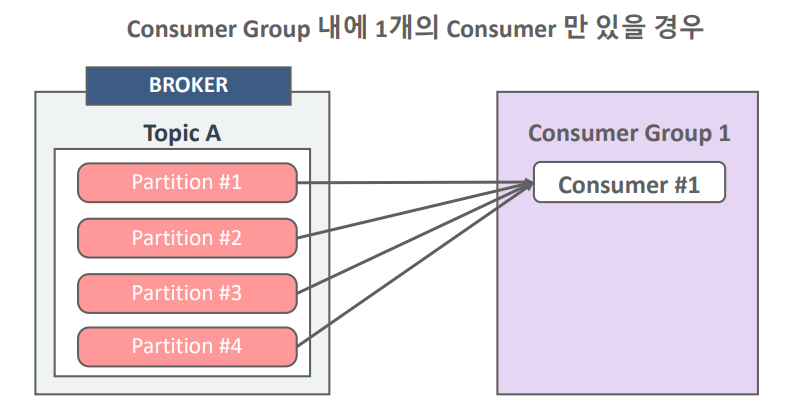 Consumer Group 내에 1개의 Consumer 만 있을 경우
BROKER
Topic A
Partition #1
Partition #2
Partition #3
Partition #4
Consumer Group 1
Consumer #1